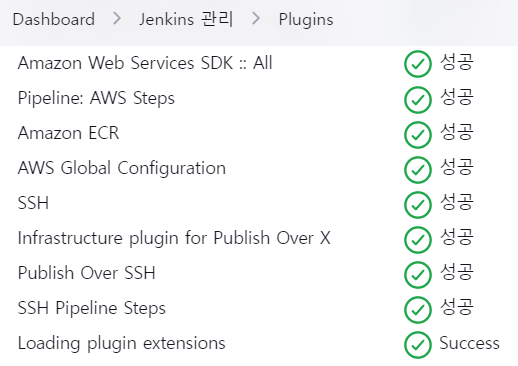 Dashboard > Jenkins 관리 > Plugins
Amazon Web Services SDK :: All 성공
Pipeline: AWS Steps 성공
Amazon ECR 성공
AWS Global Configuration 성공
SSH 성공
Infrastructure plugin for Publish Over X 성공
Publish Over SSH 성공
SSH Pipeline Steps 성공
Loading plugin extensions Success